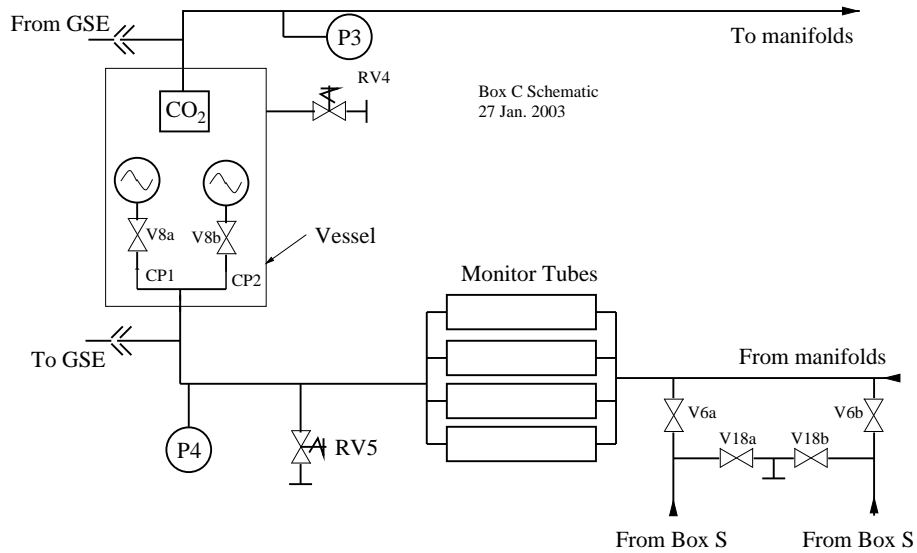 From GSE
P3
To manifolds
RV4
Box C Schematic
27 Jan. 2003
CO2
V8a
V8b
Vessel
CP1
CP2
Monitor Tubes
To GSE
From manifolds
V6a
V6b
V18a
V18b
P4
RV5
From Box S
From Box S